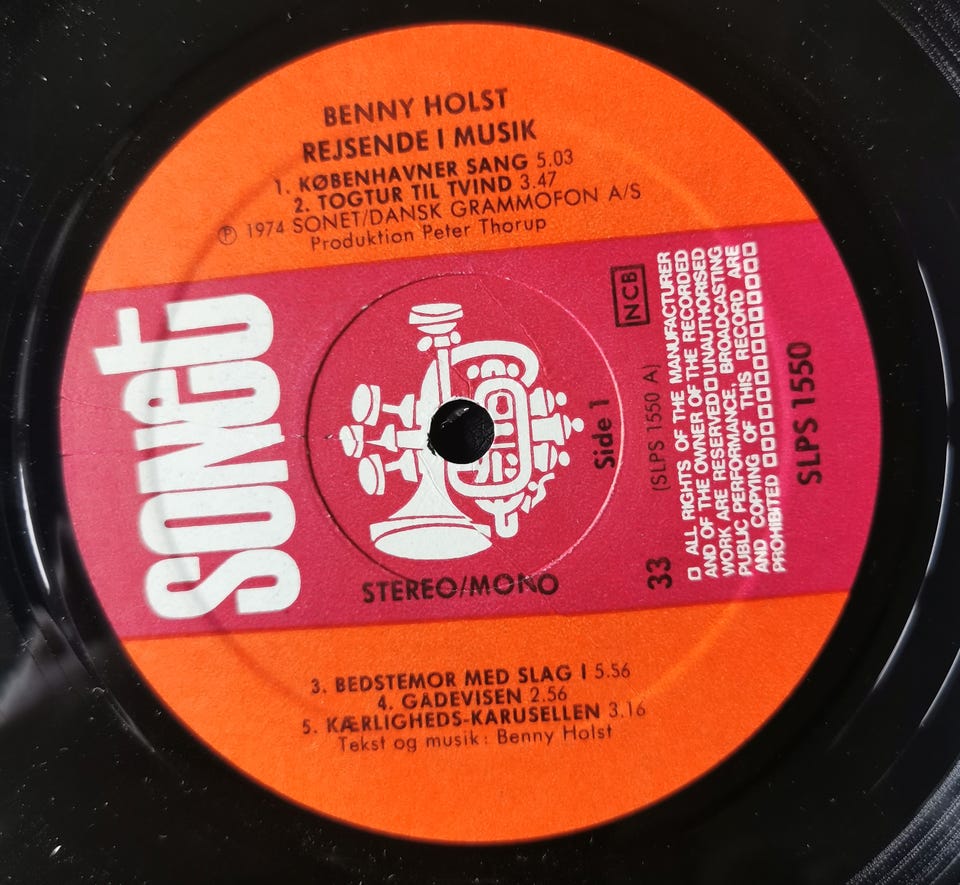 BENNY HOLST
REJSENDE I MUSIK
1. KØBENHAVNER SANG 5.03
2. TOGTUR TIL TVIND 3.47
Ⓟ 1974 SONET/DANSK GRAMMOFON A/S
Produktion Peter Thorup
sonet
STEREO/MONO
Side 1
NCB
(SLPS 1550 A)
33
□ ALL RIGHTS OF THE MANUFACTURER
AND OF THE OWNER OF THE RECORDED
WORK ARE RESERVED□UNAUTHORISED
PUBLIC PERFORMANCE, BROADCASTING
AND COPYING OF THIS RECORD ARE
PROHIBITED □□□□□□□□□□□□□□□
SLPS 1550
3. BEDSTEMOR MED SLAG I 5.56
4. GADEVISEN 2.56
5. KÆRLIGHEDS-KARUSELLEN 3.16
Tekst og musik: Benny Holst